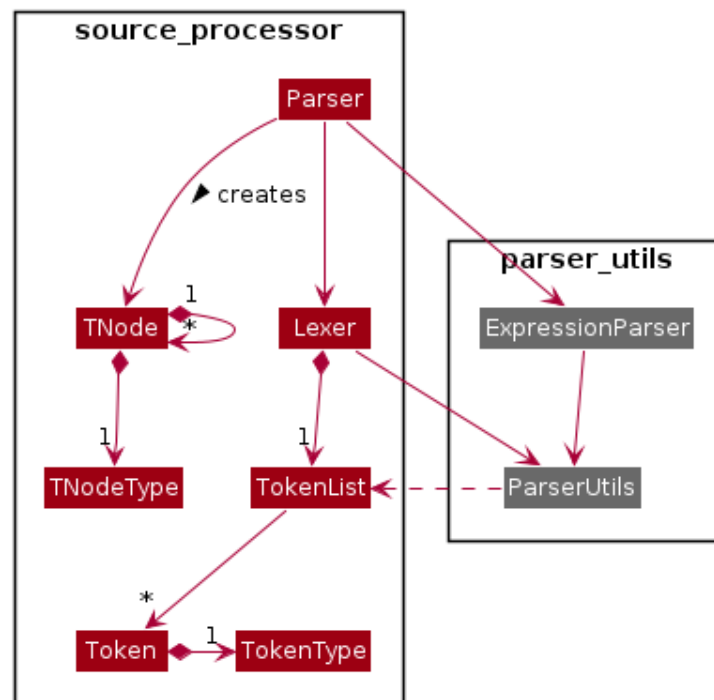 source_processor
Parser
creates
parser_utils
1
TNode
*
Lexer
ExpressionParser
1
1
TNodeType
TokenList
ParserUtils
*
Token
1
TokenType